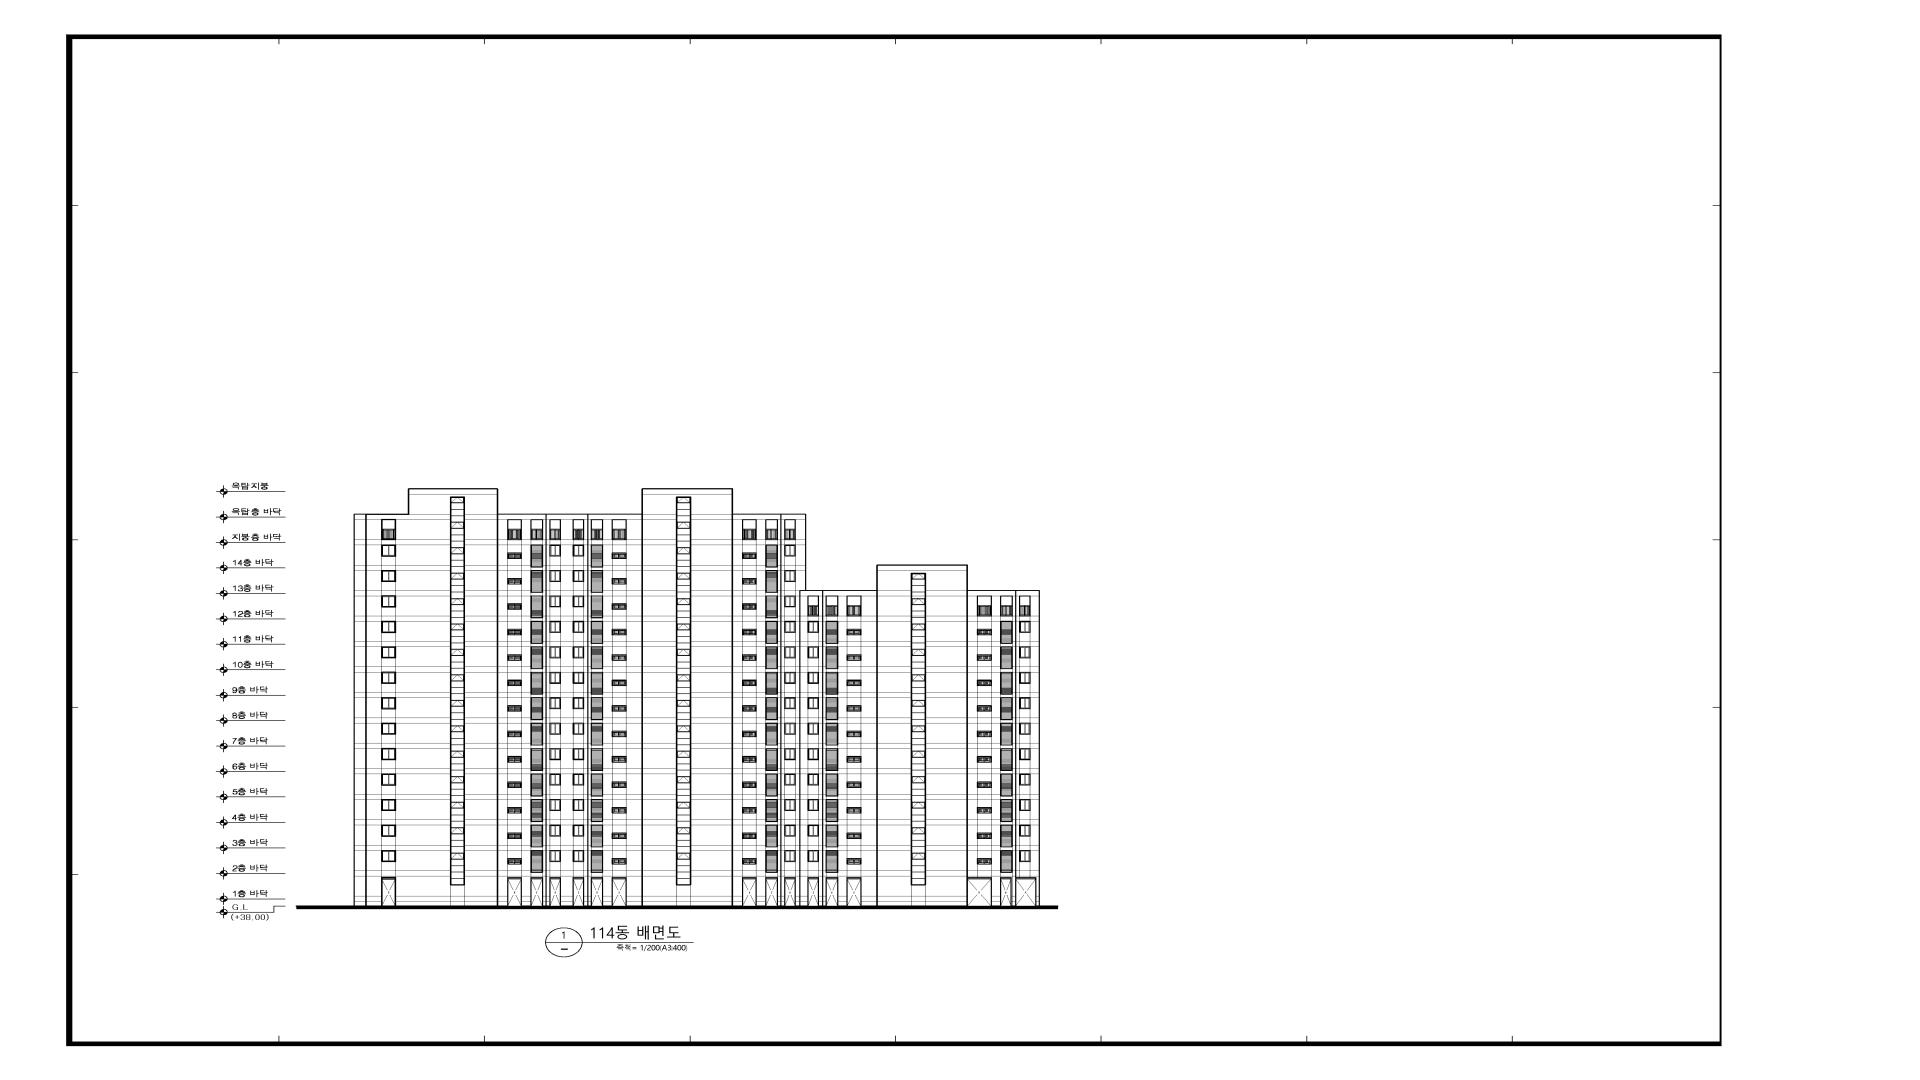 옥탑지붕
옥탑층 바닥
지붕층 바닥
14층 바닥
13층 바닥
12층 바닥
11층 바닥
10층 바닥
9층 바닥
8층 바닥
7층 바닥
6층 바닥
5층 바닥
4층 바닥
3층 바닥
2층 바닥
1층 바닥
G.L
(+38.00)
1
114동 배면도
축척= 1/200(A3:400)